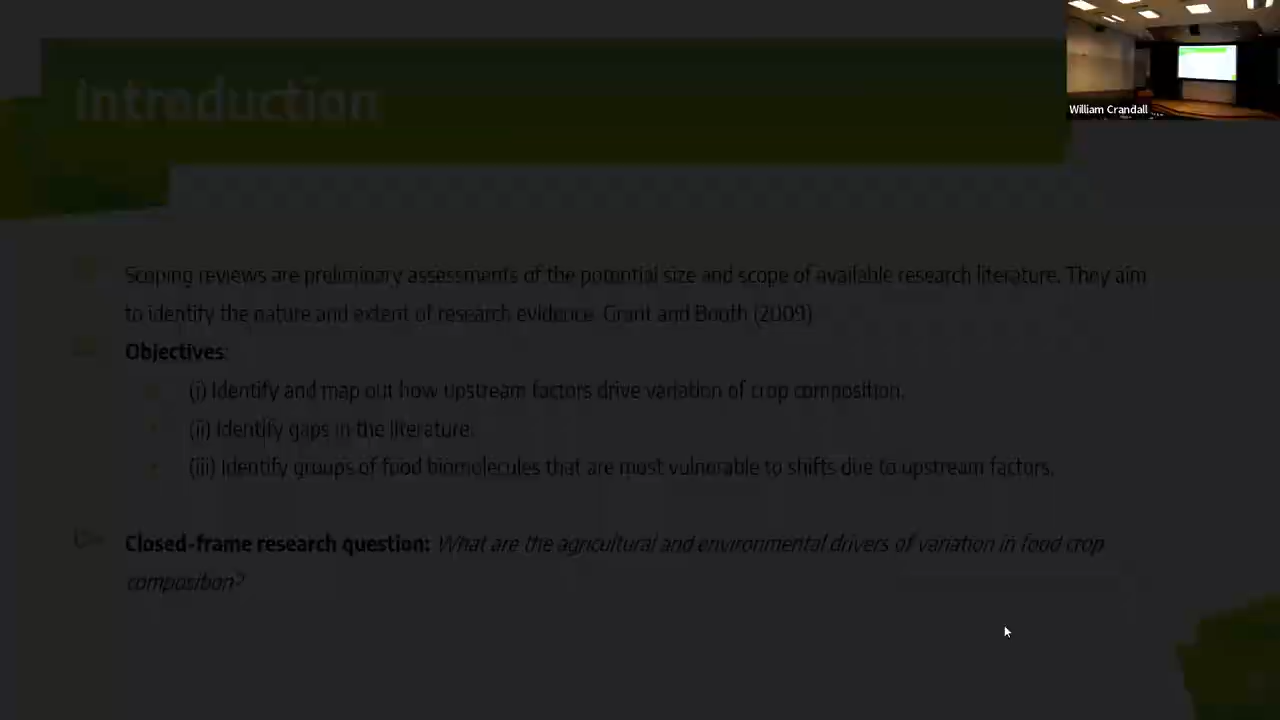 Introduction
William Crandall
Scoping reviews are preliminary assessments of the potential size and scope of available research literature. They aim
to identify the nature and extent of research evidence. Grant and Booth (2009)
Objectives:
(i) Identify and map out how upstream factors drive variation of crop composition.
(ii) Identify gaps in the literature.
(iii) Identify groups of food biomolecules that are most vulnerable to shifts due to upstream factors.
Closed-frame research question: What are the agricultural and environmental drivers of variation in food crop
composition?